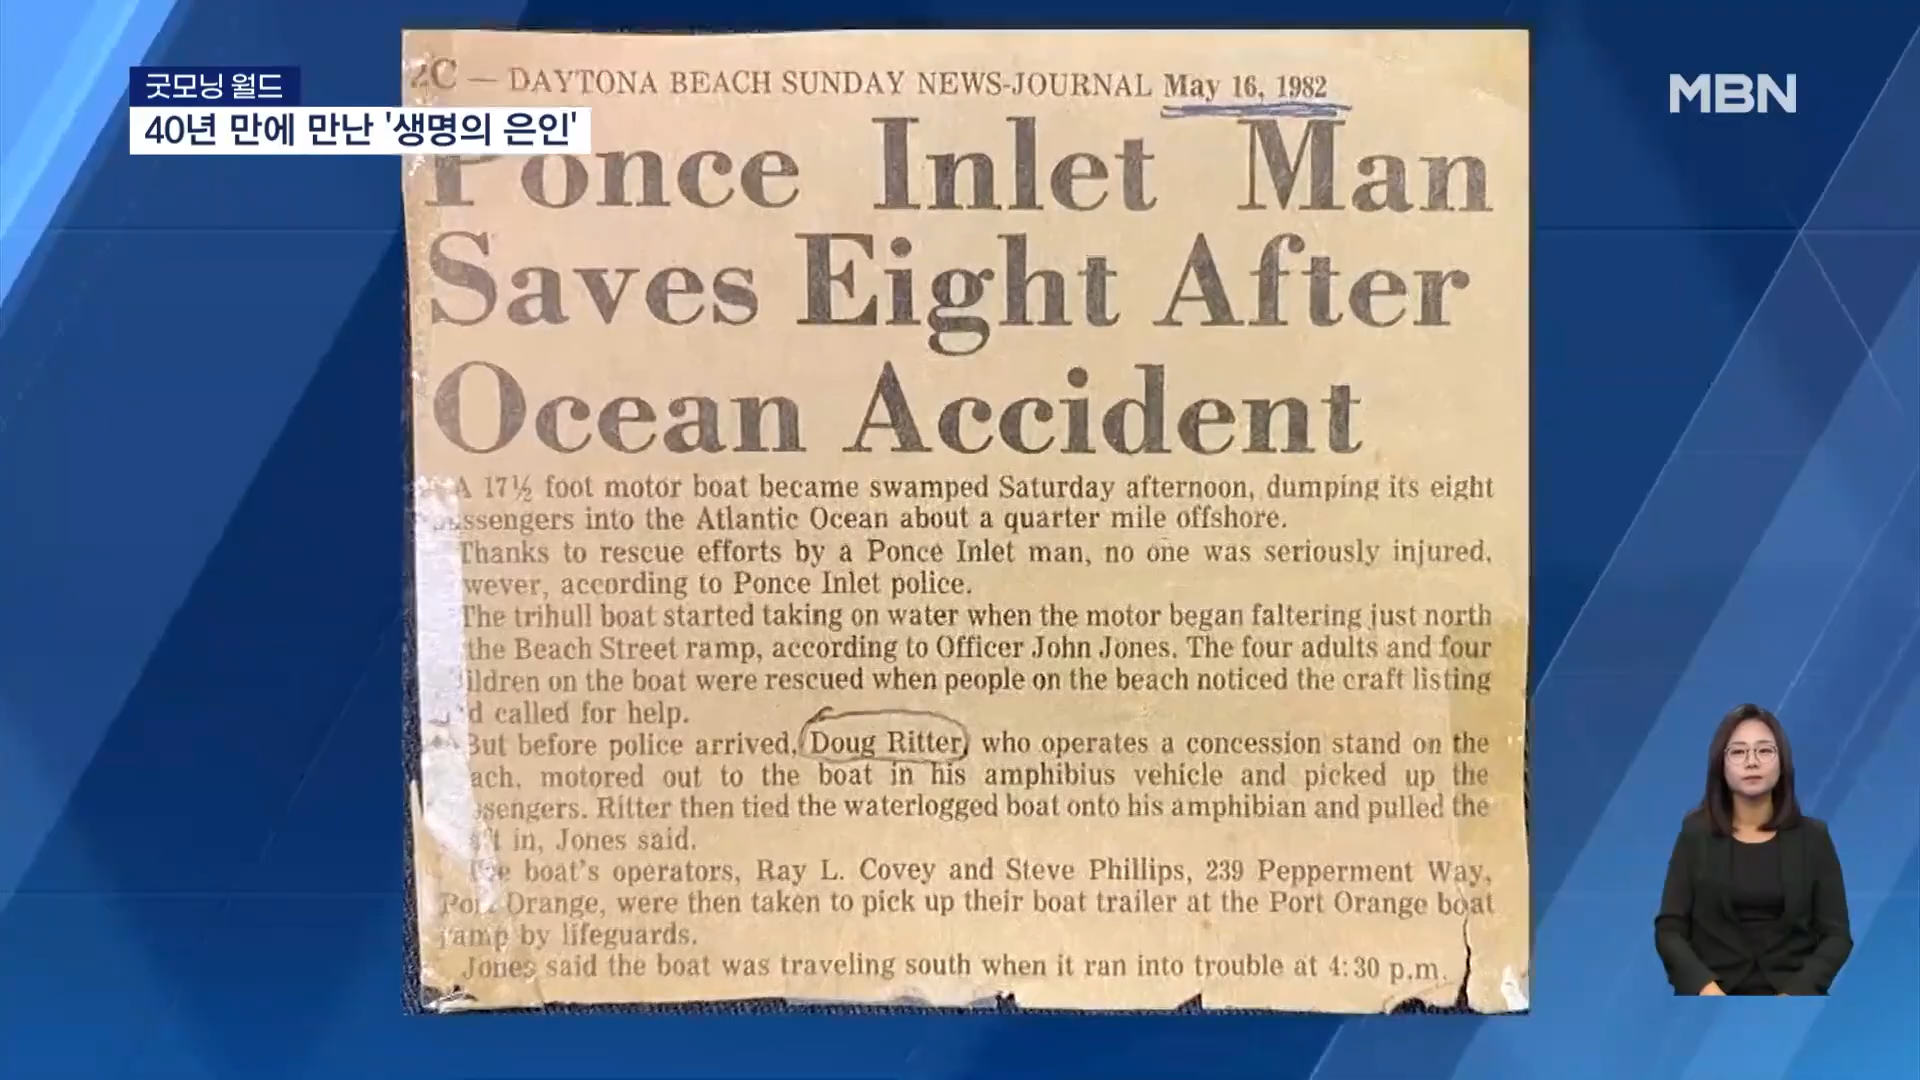 굿모닝 월드
40년 만에 만난 '생명의 은인'
MBN
2C — DAYTONA BEACH SUNDAY NEWS-JOURNAL May 16, 1982
Ponce Inlet Man
Saves Eight After
Ocean Accident
A 17½ foot motor boat became swamped Saturday afternoon, dumping its eight
ssengers into the Atlantic Ocean about a quarter mile offshore.
Thanks to rescue efforts by a Ponce Inlet man, no one was seriously injured,
wever, according to Ponce Inlet police.
The trihull boat started taking on water when the motor began faltering just north
the Beach Street ramp, according to Officer John Jones. The four adults and four
ildren on the boat were rescued when people on the beach noticed the craft listing
d called for help.
But before police arrived, Doug Ritter, who operates a concession stand on the
ach, motored out to the boat in his amphibius vehicle and picked up the
ssengers. Ritter then tied the waterlogged boat onto his amphibian and pulled the
t in, Jones said.
The boat's operators, Ray L. Covey and Steve Phillips, 239 Pepperment Way,
Port Orange, were then taken to pick up their boat trailer at the Port Orange boat
ramp by lifeguards.
Jones said the boat was traveling south when it ran into trouble at 4:30 p.m.